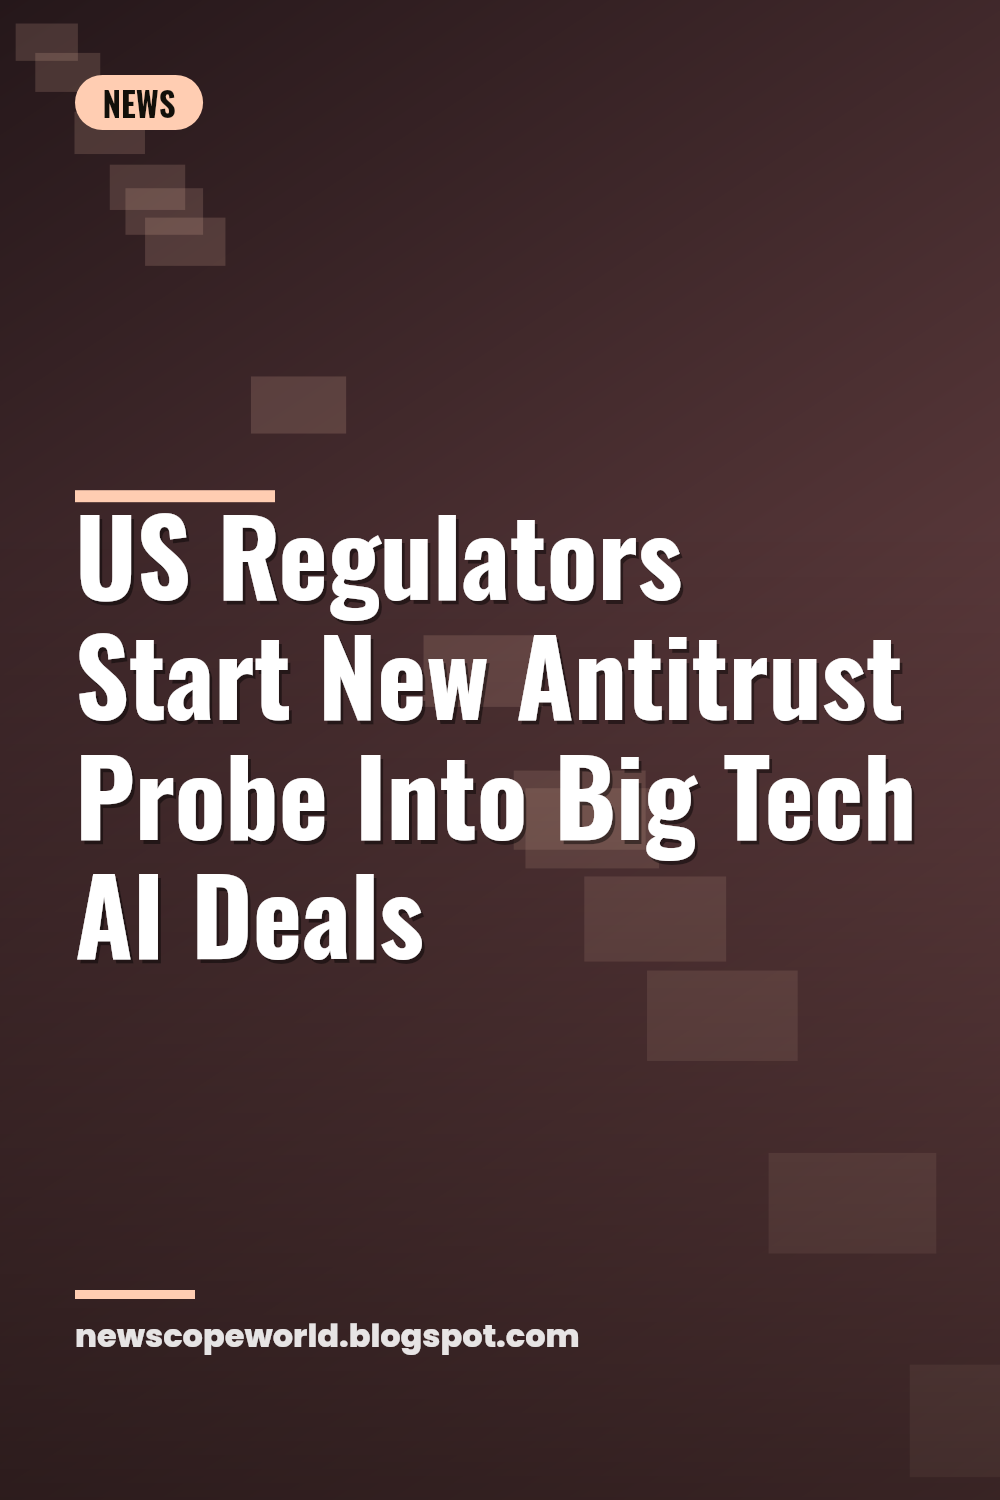 NEWS
US Regulators
Start New Antitrust
Probe Into Big Tech
AI Deals
newscopeworld.blogspot.com